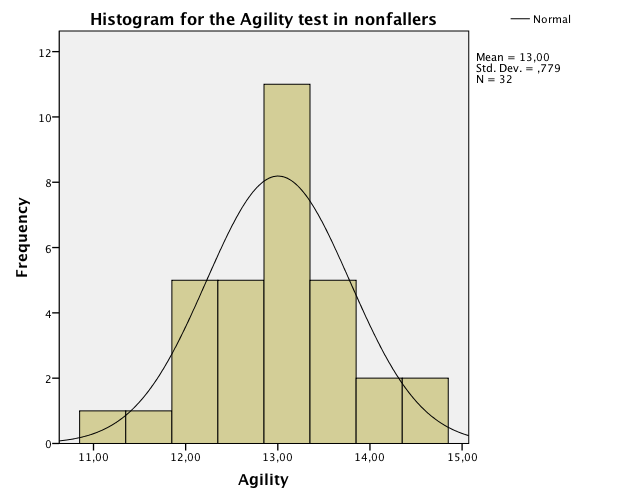 Histogram for the Agility test in nonfallers
Normal
Mean = 13,00
Std. Dev. = ,779
N = 32
12
10
8
6
4
2
0
Frequency
11,00 12,00 13,00 14,00 15,00
Agility